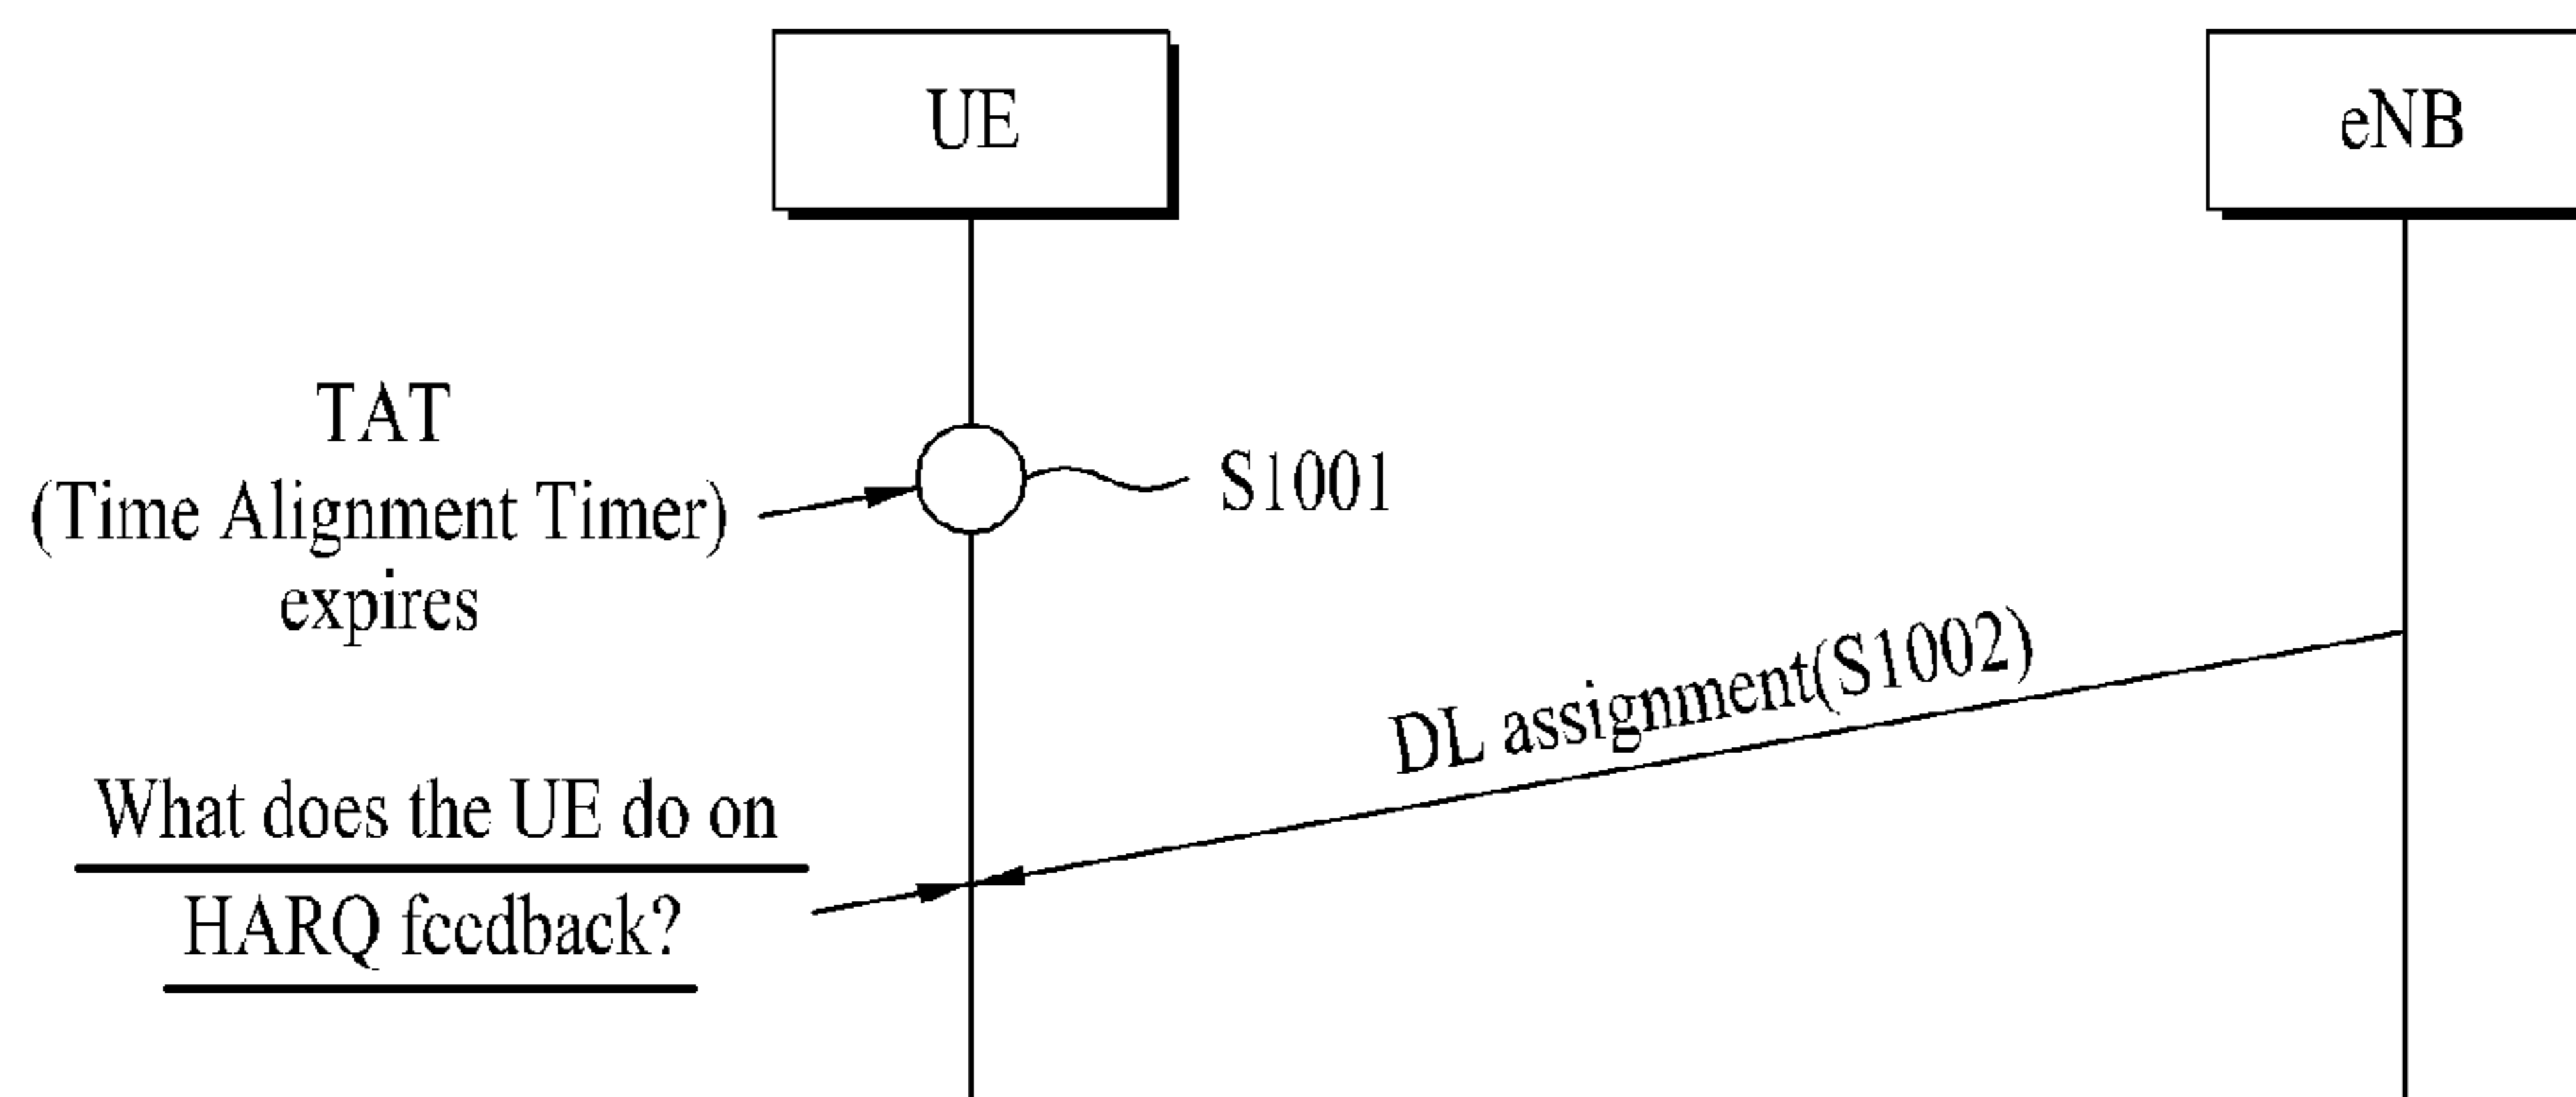 UE
eNB
TAT
(Time Alignment Timer)
expires
S1001
DL assignment(S1002)
What does the UE do on
HARQ feedback?